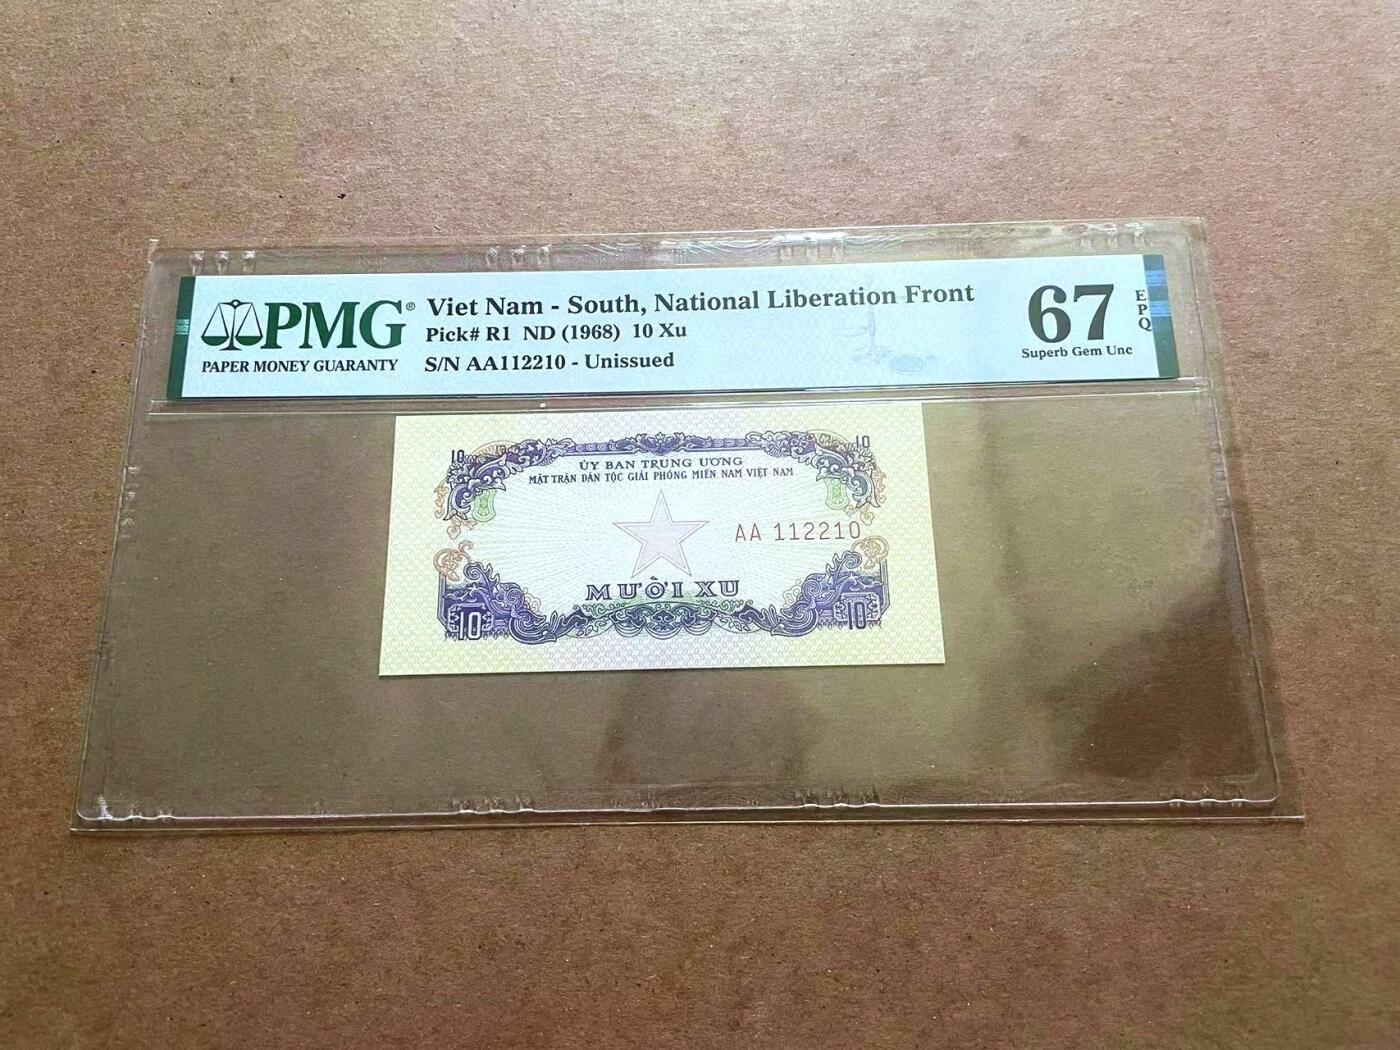 PMG®
PAPER MONEY GUARANTY
Viet Nam - South, National Liberation Front
Pick# R1 ND (1968) 10 Xu
S/N AA112210 - Unissued
67
EPQ
Superb Gem Unc
10 10
ỦY BAN TRUNG ƯƠNG
MẶT TRẬN DÂN TỘC GIẢI PHÓNG MIỀN NAM VIỆT NAM
AA 112210
MƯỜI XU
10 10